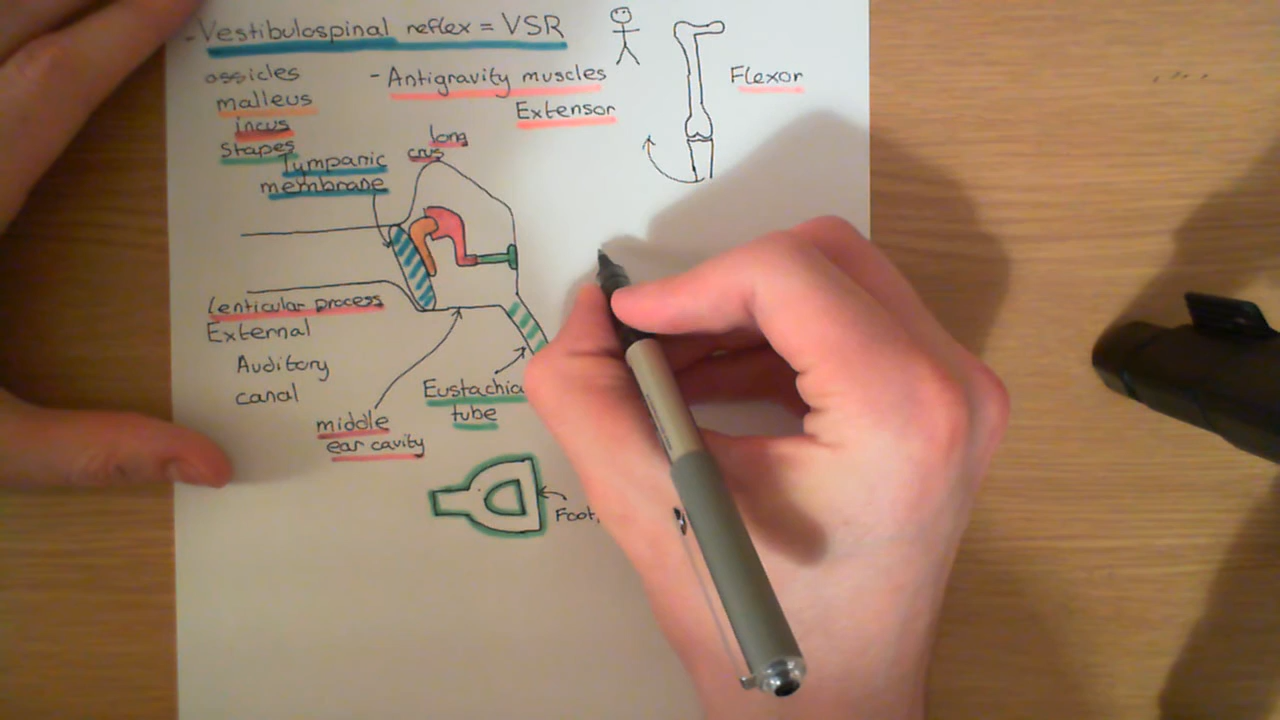 - Vestibulospinal reflex = VSR
ossicles
malleus
incus
stapes
- Antigravity muscles
Extensor
Flexor
long
crus
Tympanic
membrane
Lenticular process
External
Auditory
canal
middle
ear cavity
Eustachia
tube
Foot